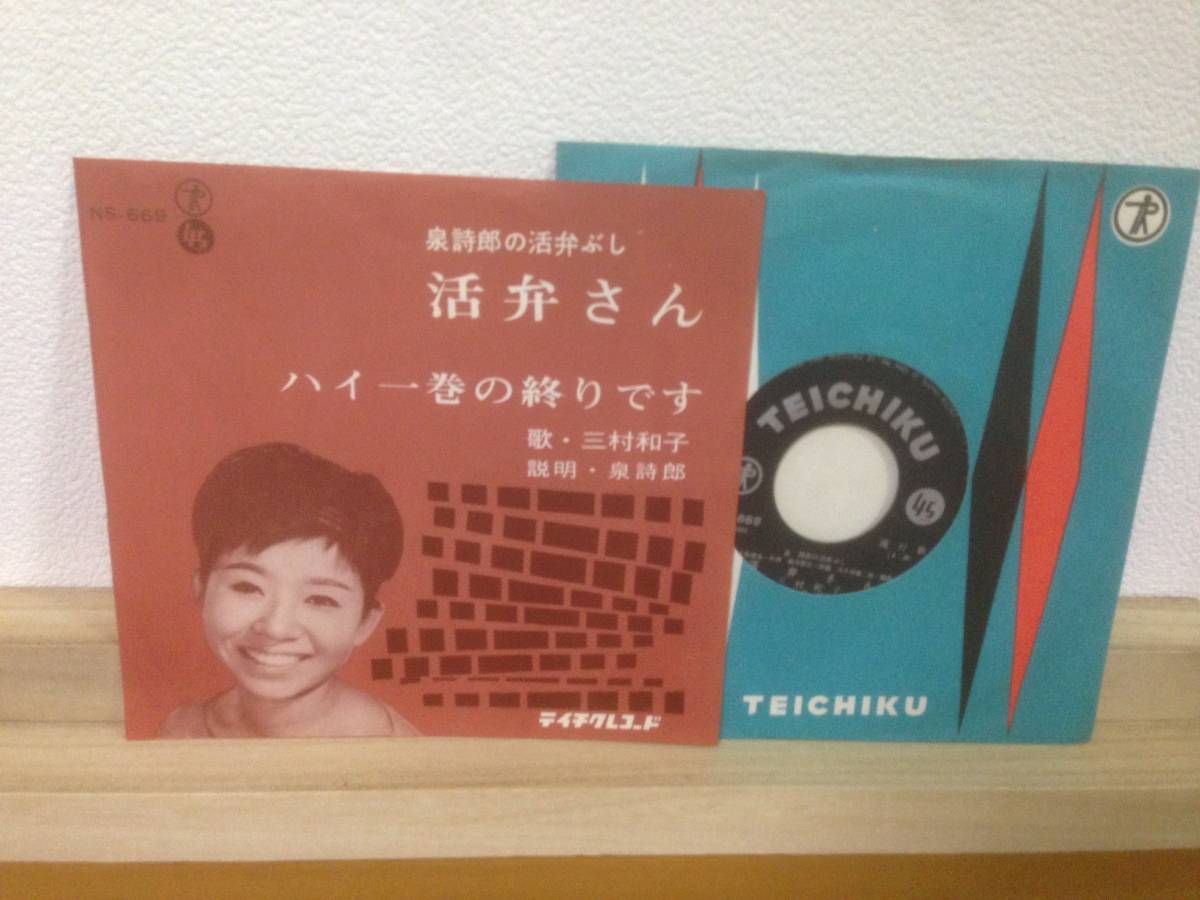 NS-669
45
泉詩郎の活弁ぶし
活弁さん
ハイ一巻の終りです
歌・三村和子
説明・泉詩郎
テイチクレコード
TEICHIKU
45
TEICHIKU